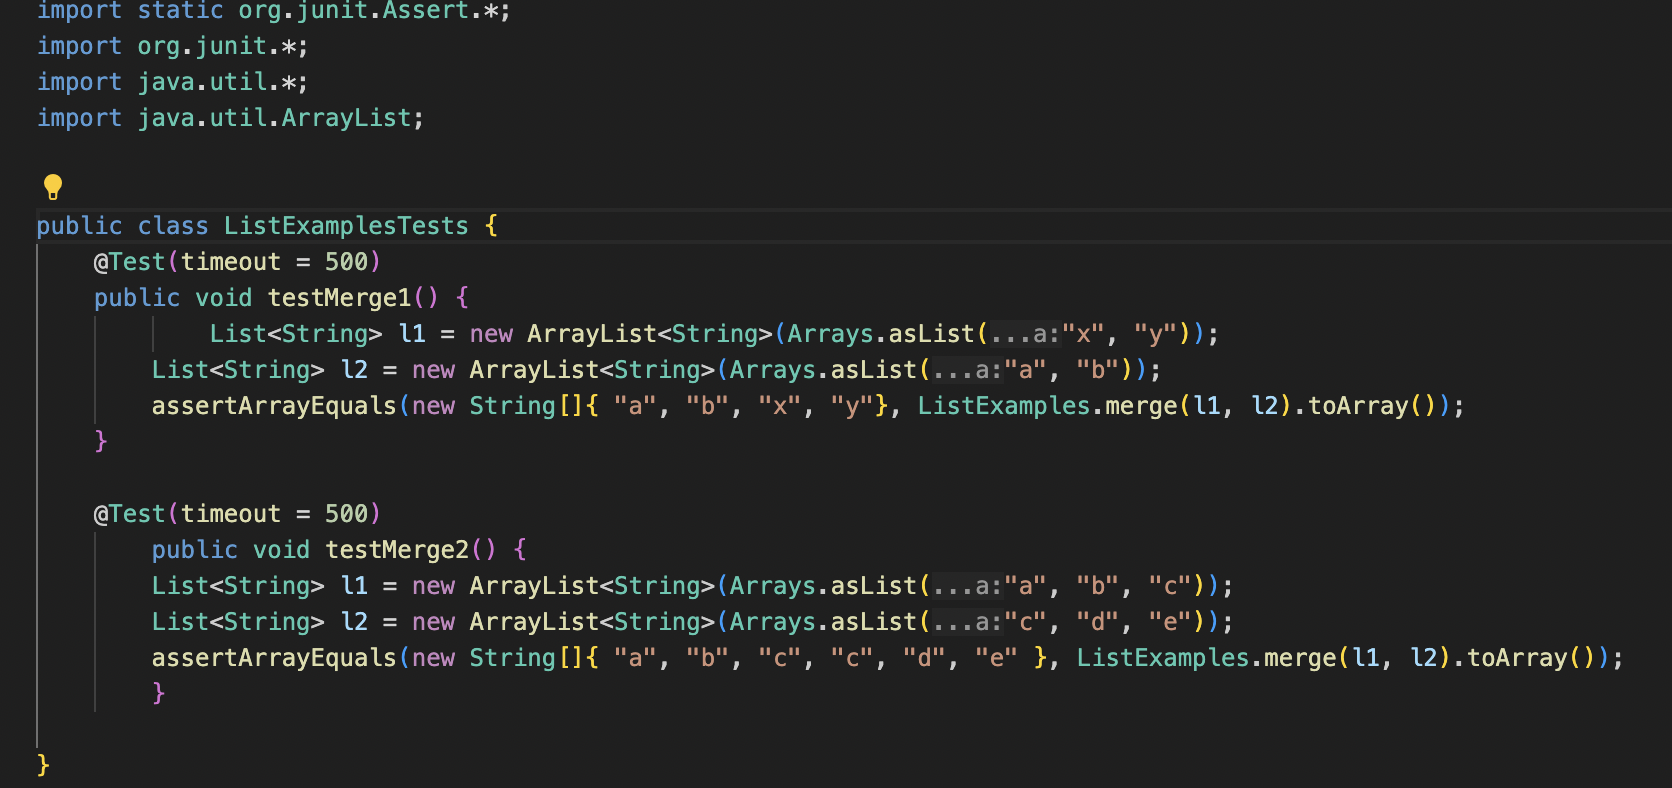 import static org.junit.Assert.*;
import org.junit.*;
import java.util.*;
import java.util.ArrayList;
public class ListExamplesTests {
@Test(timeout = 500)
public void testMerge1() {
List<String> l1 = new ArrayList<String>(Arrays.asList(...a:"x", "y"));
List<String> l2 = new ArrayList<String>(Arrays.asList(...a:"a", "b"));
assertArrayEquals(new String[]{ "a", "b", "x", "y"}, ListExamples.merge(l1, l2).toArray());
}
@Test(timeout = 500)
public void testMerge2() {
List<String> l1 = new ArrayList<String>(Arrays.asList(...a:"a", "b", "c"));
List<String> l2 = new ArrayList<String>(Arrays.asList(...a:"c", "d", "e"));
assertArrayEquals(new String[]{ "a", "b", "c", "c", "d", "e" }, ListExamples.merge(l1, l2).toArray());
}
}